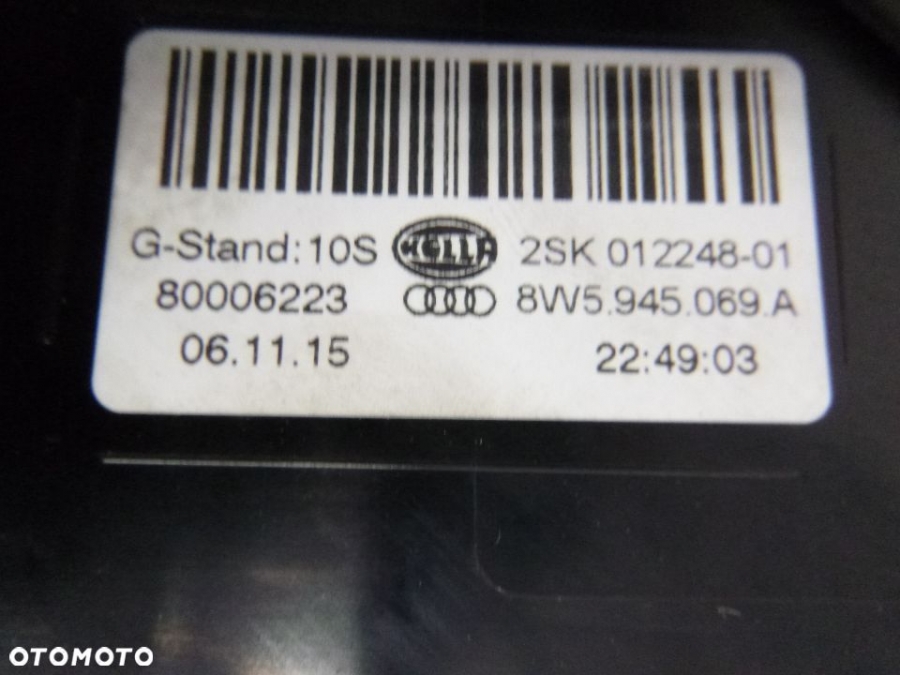 G-Stand: 10S HELLA 2SK 012248-01
80006223 8W5.945.069.A
06.11.15 22:49:03
OTOMOTO